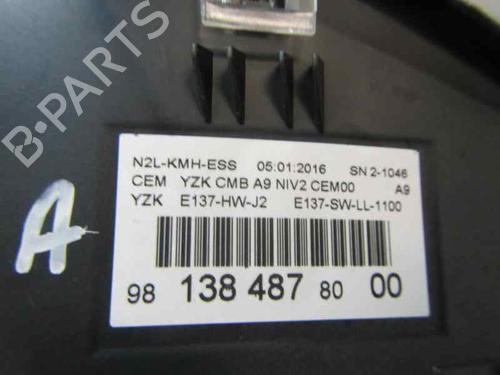 B-PARTS
N2L-KMH-ESS 05:01:2016 SN 2-1046
CEM YZK CMB A9 NIV2 CEM00 A9
YZK E137-HW-J2 E137-SW-LL-1100
98 138 487 80 00
A